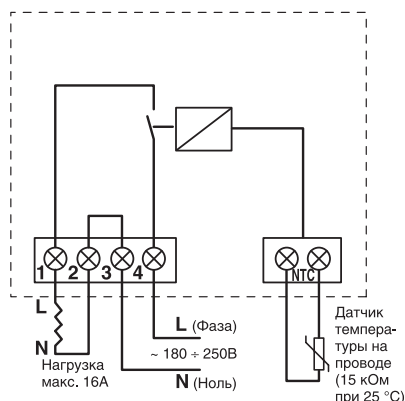 1 2 3 4
NTC
L
N
Нагрузка
макс. 16А
L (Фаза)
~ 180 ÷ 250В
N (Ноль)
Датчик
темпера-
туры на
проводе
(15 кОм
при 25 °C)